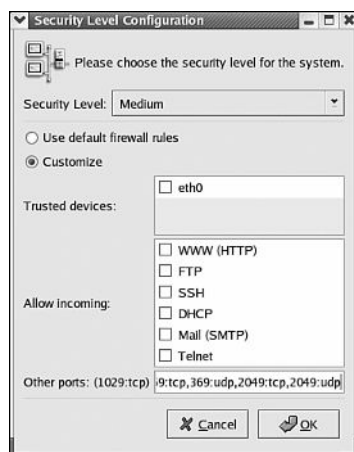 Security Level Configuration
Please choose the security level for the system.
Security Level: Medium
Use default firewall rules
Customize
Trusted devices:
eth0
Allow incoming:
WWW (HTTP)
FTP
SSH
DHCP
Mail (SMTP)
Telnet
Other ports: (1029:tcp) 9:tcp,369:udp,2049:tcp,2049:udp
Cancel
OK